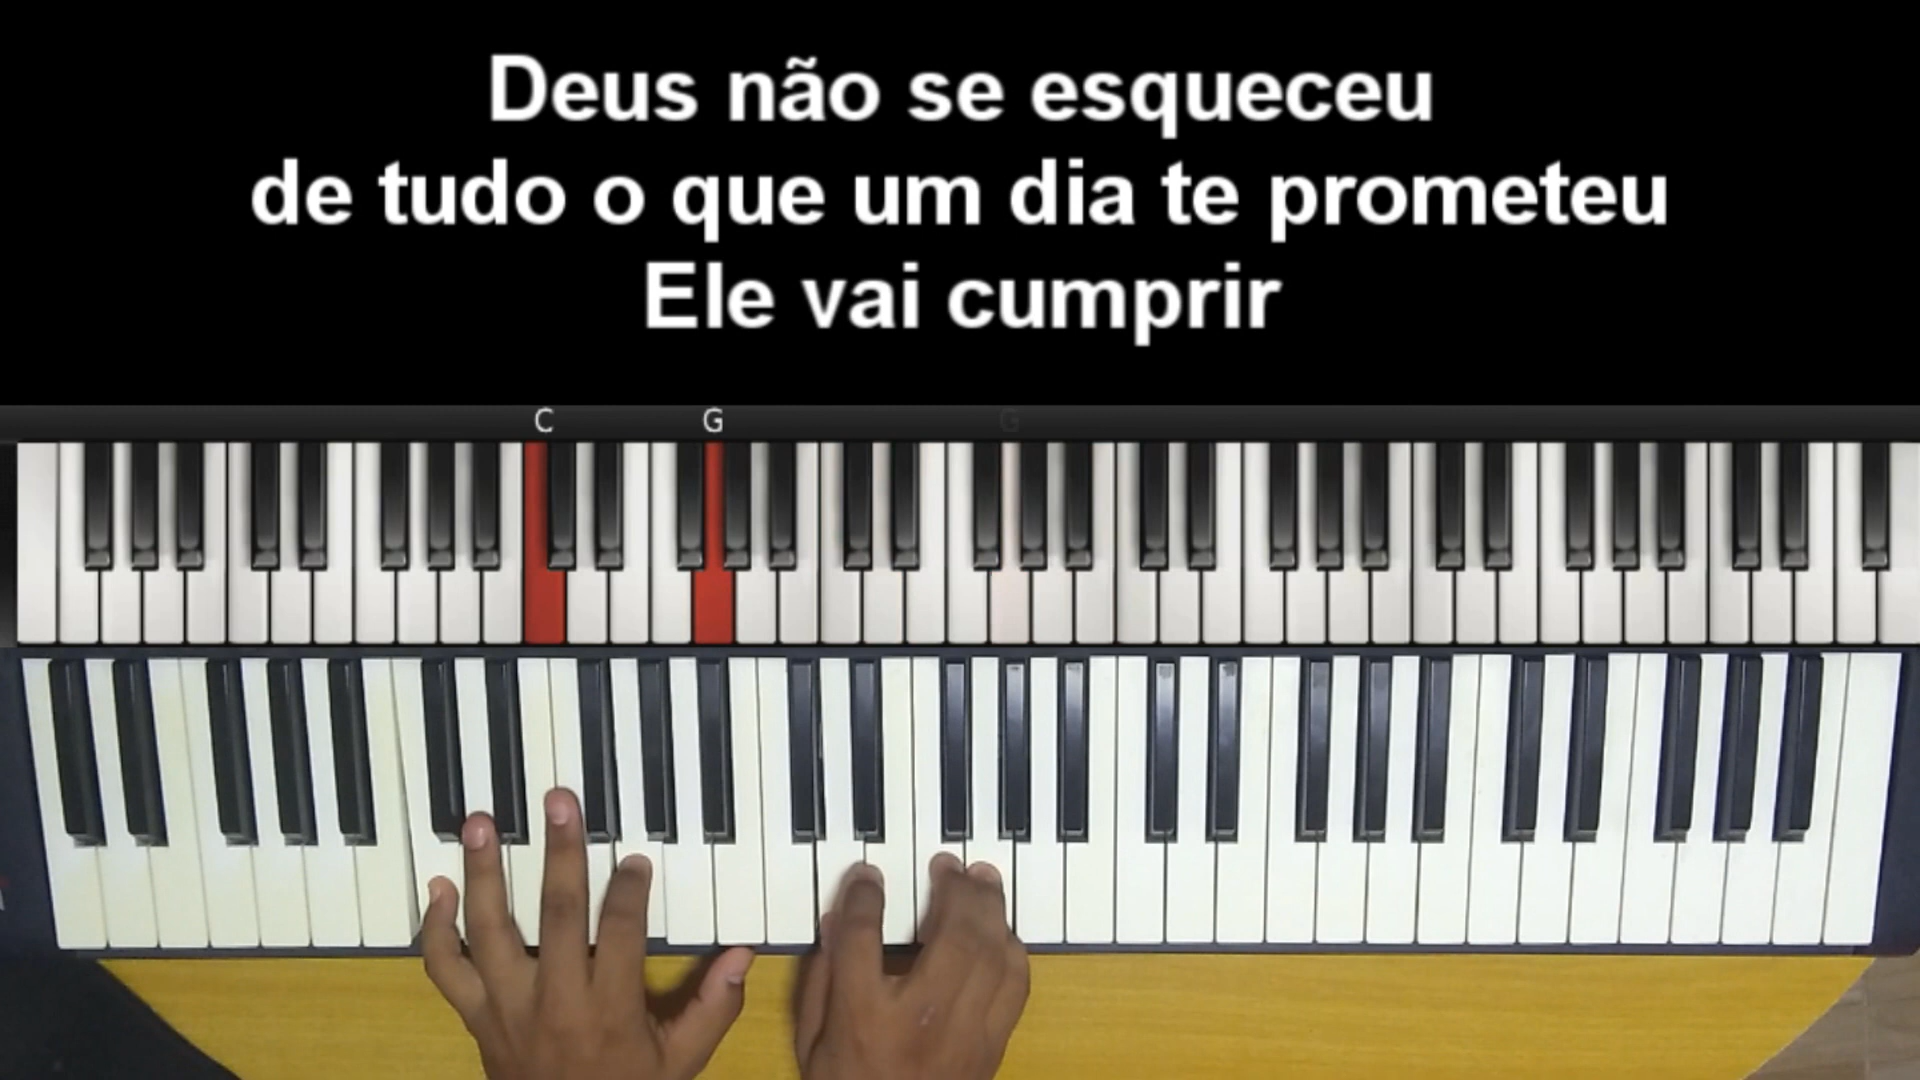 Deus não se esqueceu
de tudo o que um dia te prometeu
Ele vai cumprir
C G G